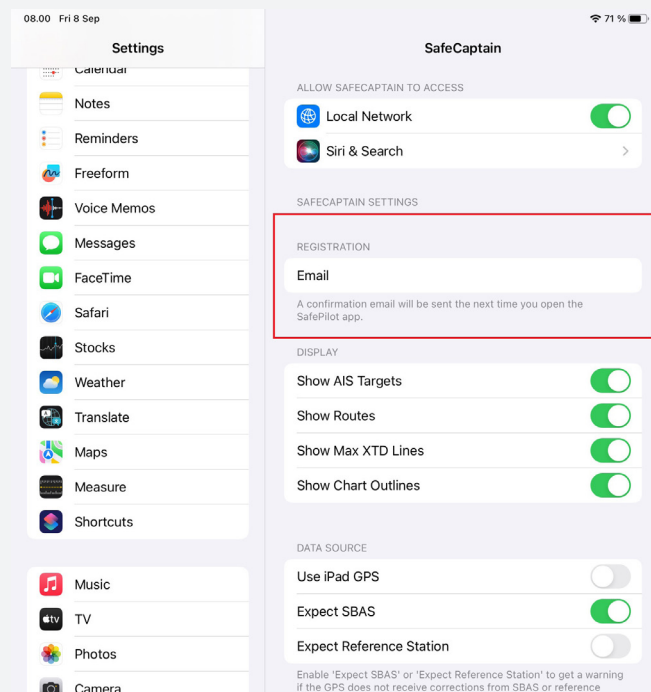 08.00 Fri 8 Sep
71 %
Settings
Calendar
Notes
Reminders
Freeform
Voice Memos
Messages
FaceTime
Safari
Stocks
Weather
Translate
Maps
Measure
Shortcuts
Music
tv
TV
Photos
Camera
SafeCaptain
ALLOW SAFECAPTAIN TO ACCESS
Local Network
Siri & Search
SAFECAPTAIN SETTINGS
REGISTRATION
Email
A confirmation email will be sent the next time you open the
SafePilot app.
DISPLAY
Show AIS Targets
Show Routes
Show Max XTD Lines
Show Chart Outlines
DATA SOURCE
Use iPad GPS
Expect SBAS
Expect Reference Station
Enable 'Expect SBAS' or 'Expect Reference Station' to get a warning
if the GPS does not receive corrections from SBAS or reference